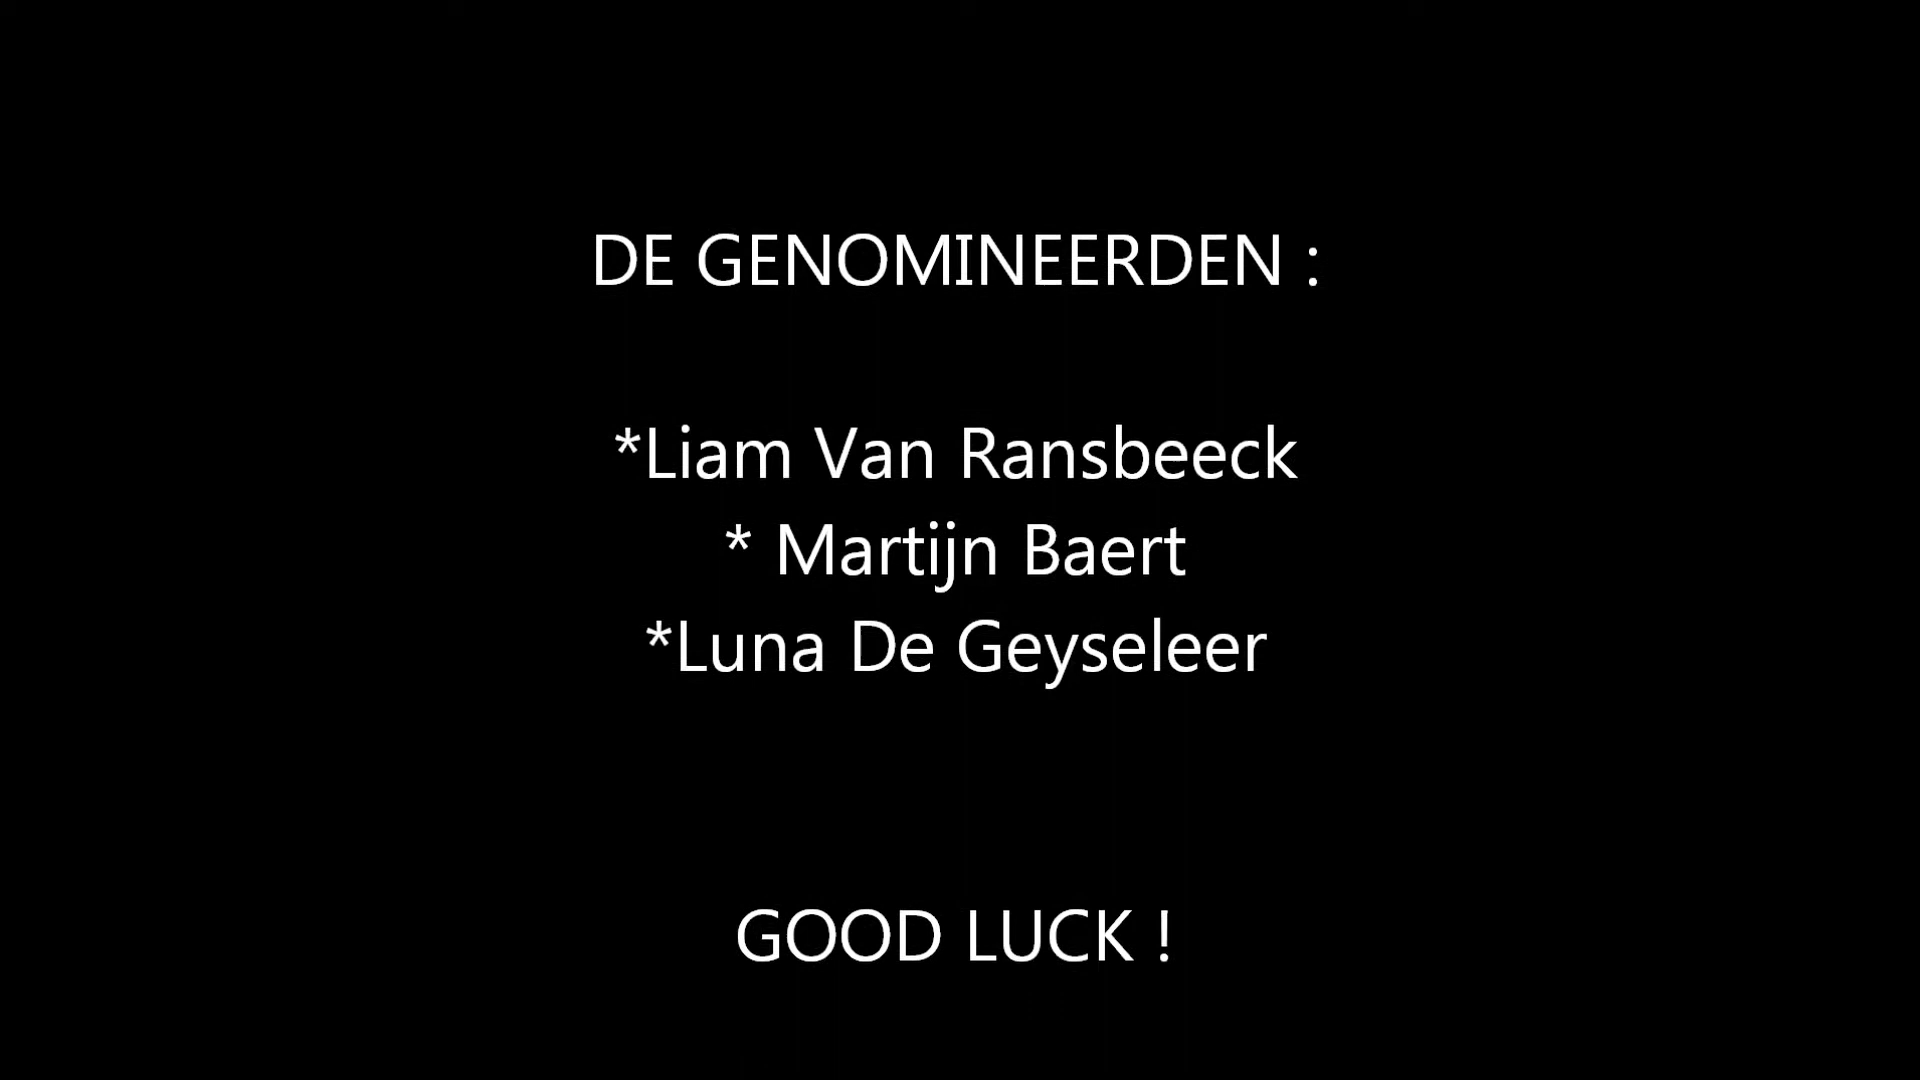 DE GENOMINEERDEN :
*Liam Van Ransbeeck
* Martijn Baert
*Luna De Geyseleer
GOOD LUCK !